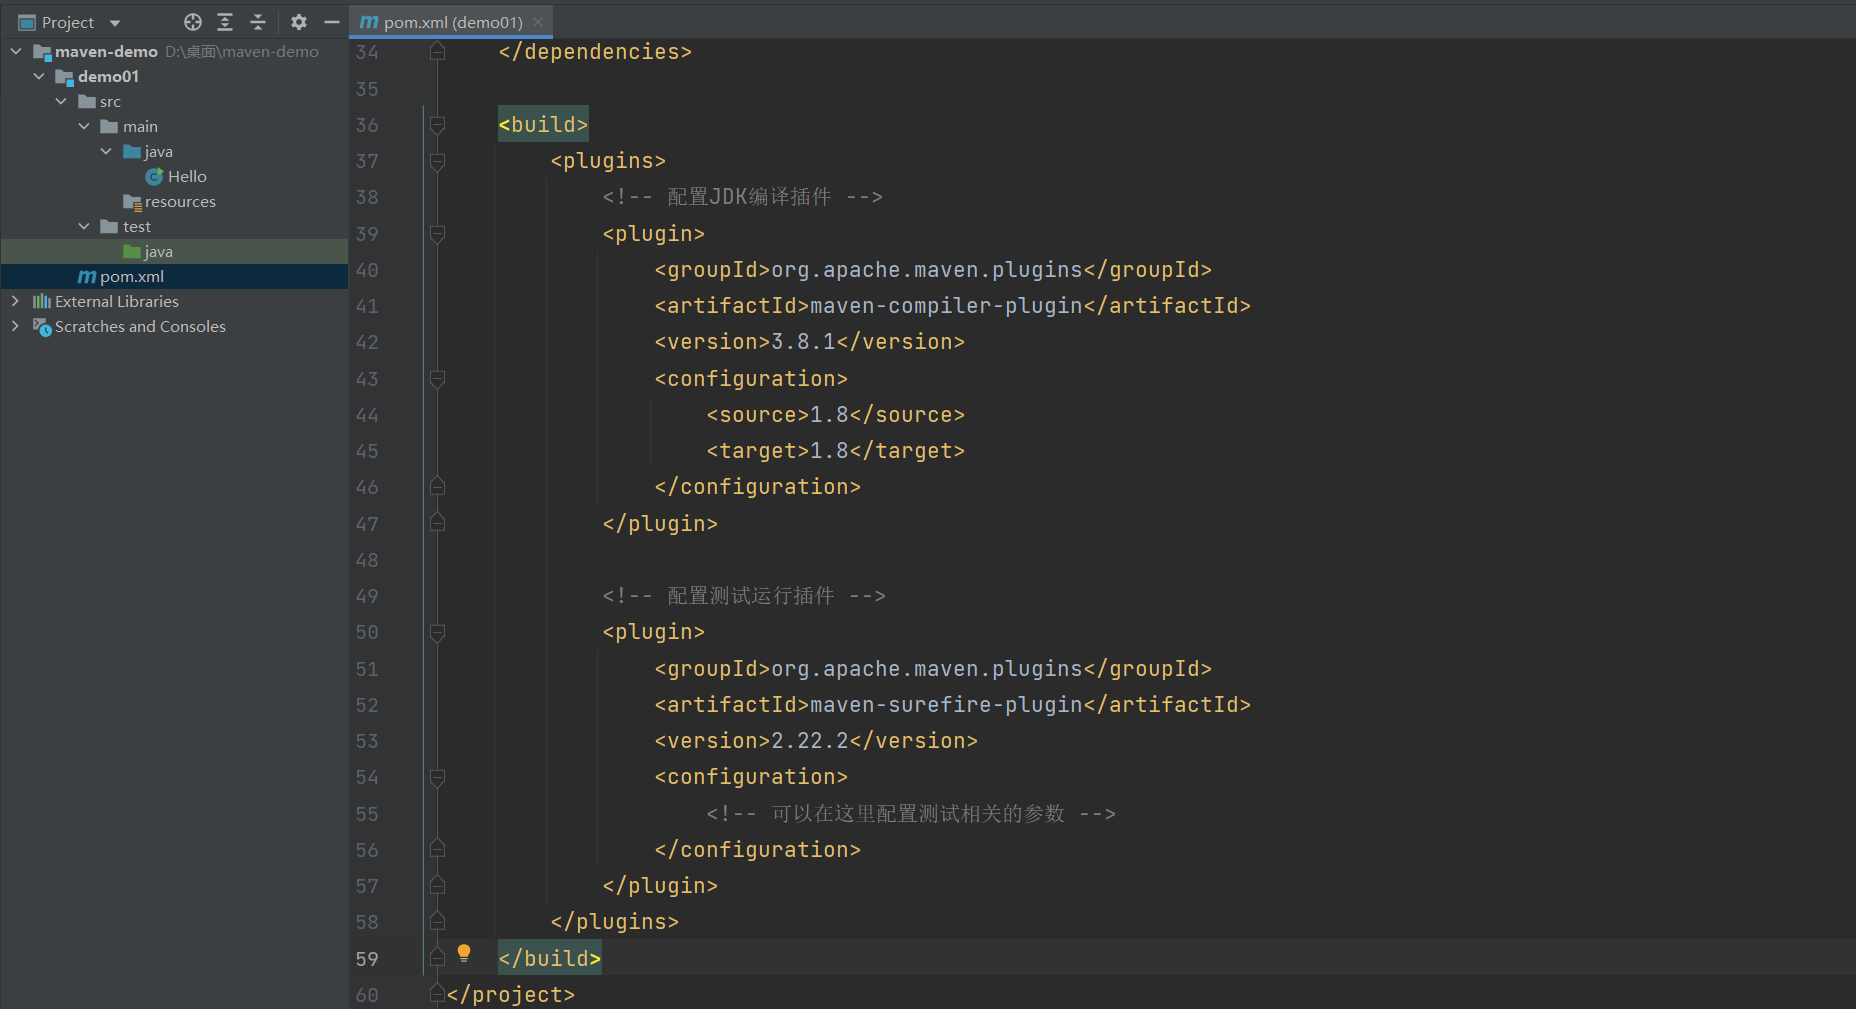 Project
pom.xml (demo01)
maven-demo D:\桌面\maven-demo
demo01
src
main
java
Hello
resources
test
java
pom.xml
External Libraries
Scratches and Consoles
34 </dependencies>
35
36 <build>
37 <plugins>
38 <!-- 配置JDK编译插件 -->
39 <plugin>
40 <groupId>org.apache.maven.plugins</groupId>
41 <artifactId>maven-compiler-plugin</artifactId>
42 <version>3.8.1</version>
43 <configuration>
44 <source>1.8</source>
45 <target>1.8</target>
46 </configuration>
47 </plugin>
48
49 <!-- 配置测试运行插件 -->
50 <plugin>
51 <groupId>org.apache.maven.plugins</groupId>
52 <artifactId>maven-surefire-plugin</artifactId>
53 <version>2.22.2</version>
54 <configuration>
55 <!-- 可以在这里配置测试相关的参数 -->
56 </configuration>
57 </plugin>
58 </plugins>
59 </build>
60 </project>